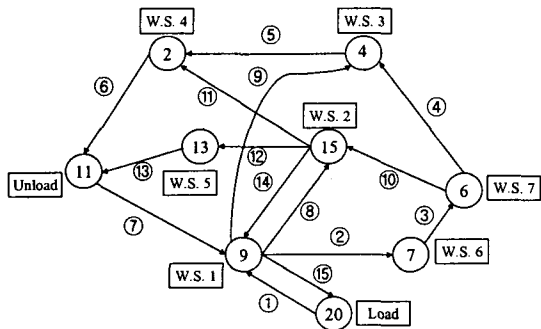 W.S. 4
W.S. 3
⑤
2
4
⑨
⑥
⑪
④
W.S. 2
13
15
⑫
11
⑬
Unload
W.S. 5
⑭
⑩
6
W.S. 7
⑧
⑦
③
②
9
7
W.S. 6
W.S. 1
⑮
①
20
Load